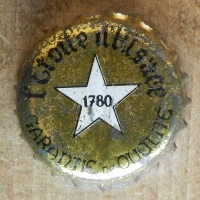 l'Etoile d'Alsace
1780
GARANTIE DE QUALITE